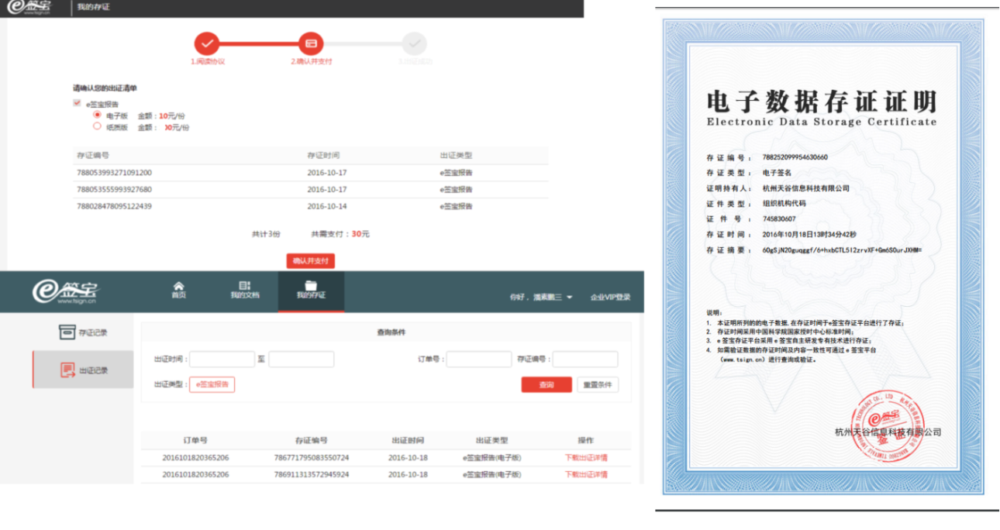 e签宝
www.tsign.cn
我的存证
1.阅读协议
2.确认并支付
3.出证成功
请确认您的出证清单
e签宝报告
电子版 金额：10元/份
纸质版 金额： 元/份
存证编号 存证时间 出证类型
788053993271091200 2016-10-17 e签宝报告
788053555993927680 2016-10-17 e签宝报告
788028478095122439 2016-10-14 e签宝报告
共计3份 共需支付：30元
确认并支付
e签宝
www.tsign.cn
首页
我的文档
我的存证
你好， 企业VIP登录
存证记录
出证记录
查询条件
出证时间： 至 订单号： 存证编号：
出证类型： e签宝报告 查询 重置条件
订单号 存证编号 出证时间 出证类型 操作
2016101820365206 786771795083550724 2016-10-18 e签宝报告(电子版) 下载出证详情
2016101820365206 786911313572945924 2016-10-18 e签宝报告(电子版) 下载出证详情
电子数据存证证明
Electronic Data Storage Certificate
存证编号： 788252099954630660
存证类型： 电子签名
证明持有人： 杭州天谷信息科技有限公司
证件类型： 组织机构代码
证件号： 745830607
存证时间： 2016年10月18日13时34分42秒
存证摘要： 60gSjN20guqggf/6+hxbCTL5I2zrvXF+Gm6SOurJXHM=
说明：
1. 本证明所列的的电子数据,在存证时间于e签宝存证平台进行了存证；
2. 存证时间采用中国科学院国家授时中心标准时间；
3. e 签宝存证平台采用 e 签宝自主研发专有技术进行存证；
4. 如需验证数据的存证时间及内容一致性可通过 e 签宝平台
（www.tsign.cn）进行查询或验证。
e签宝
杭州天谷信息科技有限公司
签证